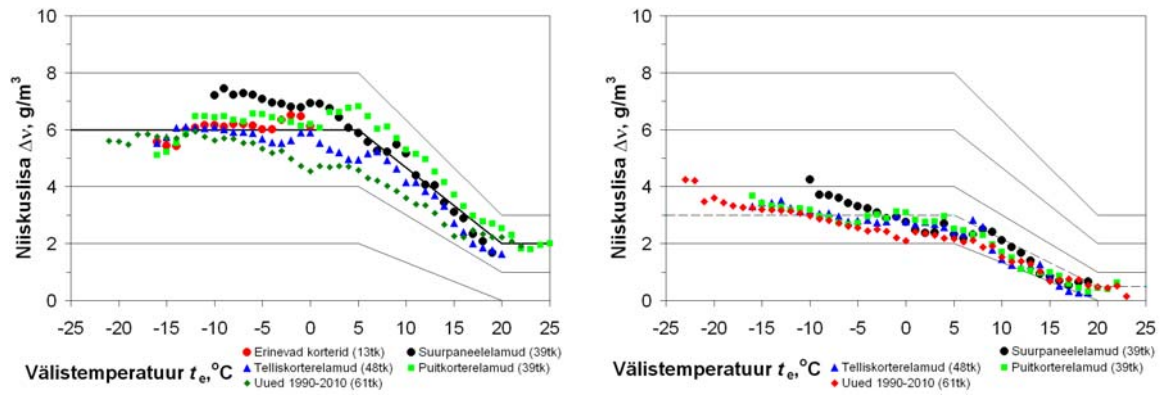 Niiskuslisa Δν, g/m³
10
8
6
4
2
0
-25 -20 -15 -10 -5 0 5 10 15 20 25
Välistemperatuur tₑ,°C
Erinevad korterid (13tk)
Suurpaneelelamud (39tk)
Telliskorterelamud (48tk)
Puitkorterelamud (39tk)
Uued 1990-2010 (61tk)
Niiskuslisa Δν, g/m³
10
8
6
4
2
0
-25 -20 -15 -10 -5 0 5 10 15 20 25
Välistemperatuur tₑ,°C
Suurpaneelelamud (39tk)
Telliskorterelamud (48tk)
Puitkorterelamud (39tk)
Uued 1990-2010 (61tk)